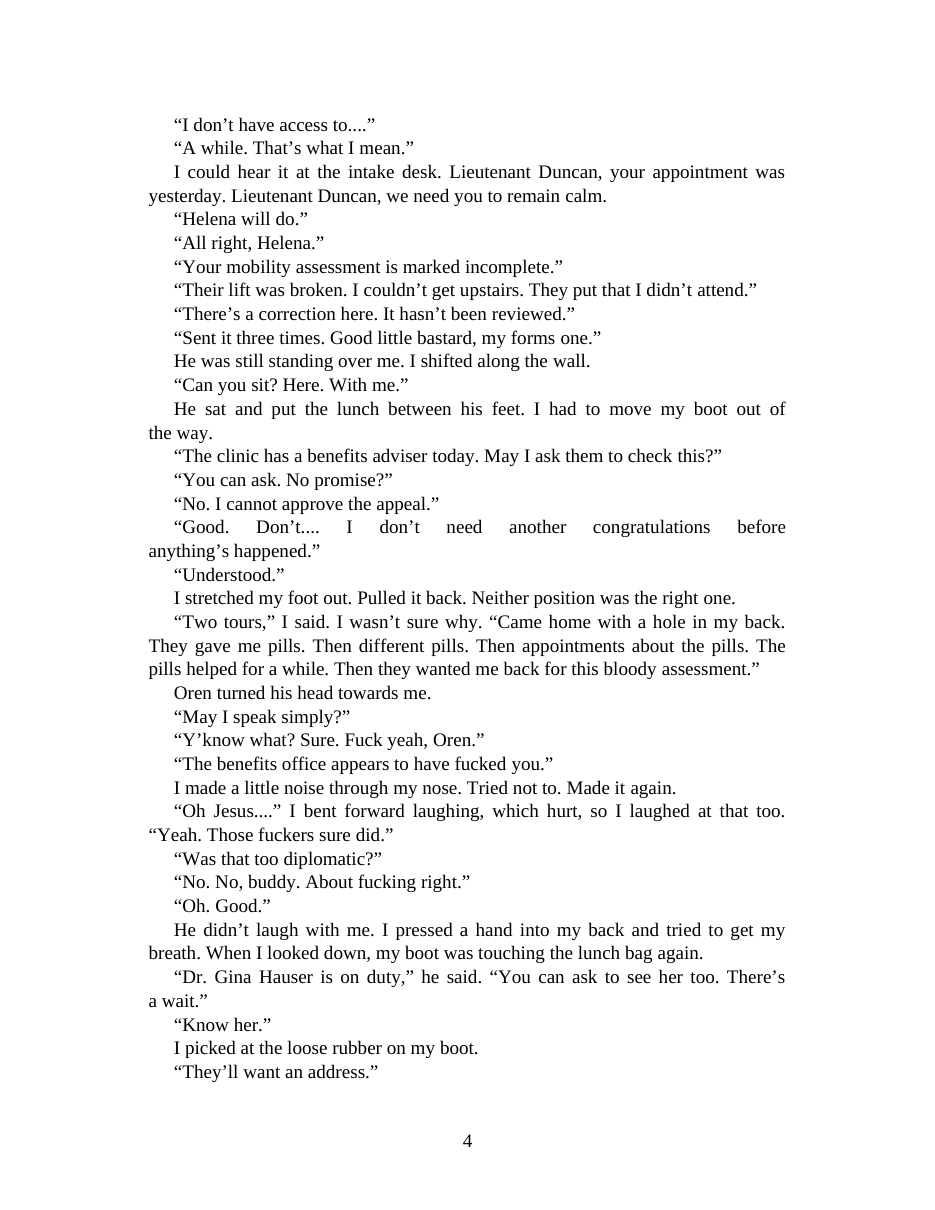 “I don’t have access to....”
“A while. That’s what I mean.”
I could hear it at the intake desk. Lieutenant Duncan, your appointment was
yesterday. Lieutenant Duncan, we need you to remain calm.
“Helena will do.”
“All right, Helena.”
“Your mobility assessment is marked incomplete.”
“Their lift was broken. I couldn’t get upstairs. They put that I didn’t attend.”
“There’s a correction here. It hasn’t been reviewed.”
“Sent it three times. Good little bastard, my forms one.”
He was still standing over me. I shifted along the wall.
“Can you sit? Here. With me.”
He sat and put the lunch between his feet. I had to move my boot out of
the way.
“The clinic has a benefits adviser today. May I ask them to check this?”
“You can ask. No promise?”
“No. I cannot approve the appeal.”
“Good. Don’t.... I don’t need another congratulations before
anything’s happened.”
“Understood.”
I stretched my foot out. Pulled it back. Neither position was the right one.
“Two tours,” I said. I wasn’t sure why. “Came home with a hole in my back.
They gave me pills. Then different pills. Then appointments about the pills. The
pills helped for a while. Then they wanted me back for this bloody assessment.”
Oren turned his head towards me.
“May I speak simply?”
“Y’know what? Sure. Fuck yeah, Oren.”
“The benefits office appears to have fucked you.”
I made a little noise through my nose. Tried not to. Made it again.
“Oh Jesus....” I bent forward laughing, which hurt, so I laughed at that too.
“Yeah. Those fuckers sure did.”
“Was that too diplomatic?”
“No. No, buddy. About fucking right.”
“Oh. Good.”
He didn’t laugh with me. I pressed a hand into my back and tried to get my
breath. When I looked down, my boot was touching the lunch bag again.
“Dr. Gina Hauser is on duty,” he said. “You can ask to see her too. There’s
a wait.”
“Know her.”
I picked at the loose rubber on my boot.
“They’ll want an address.”
4